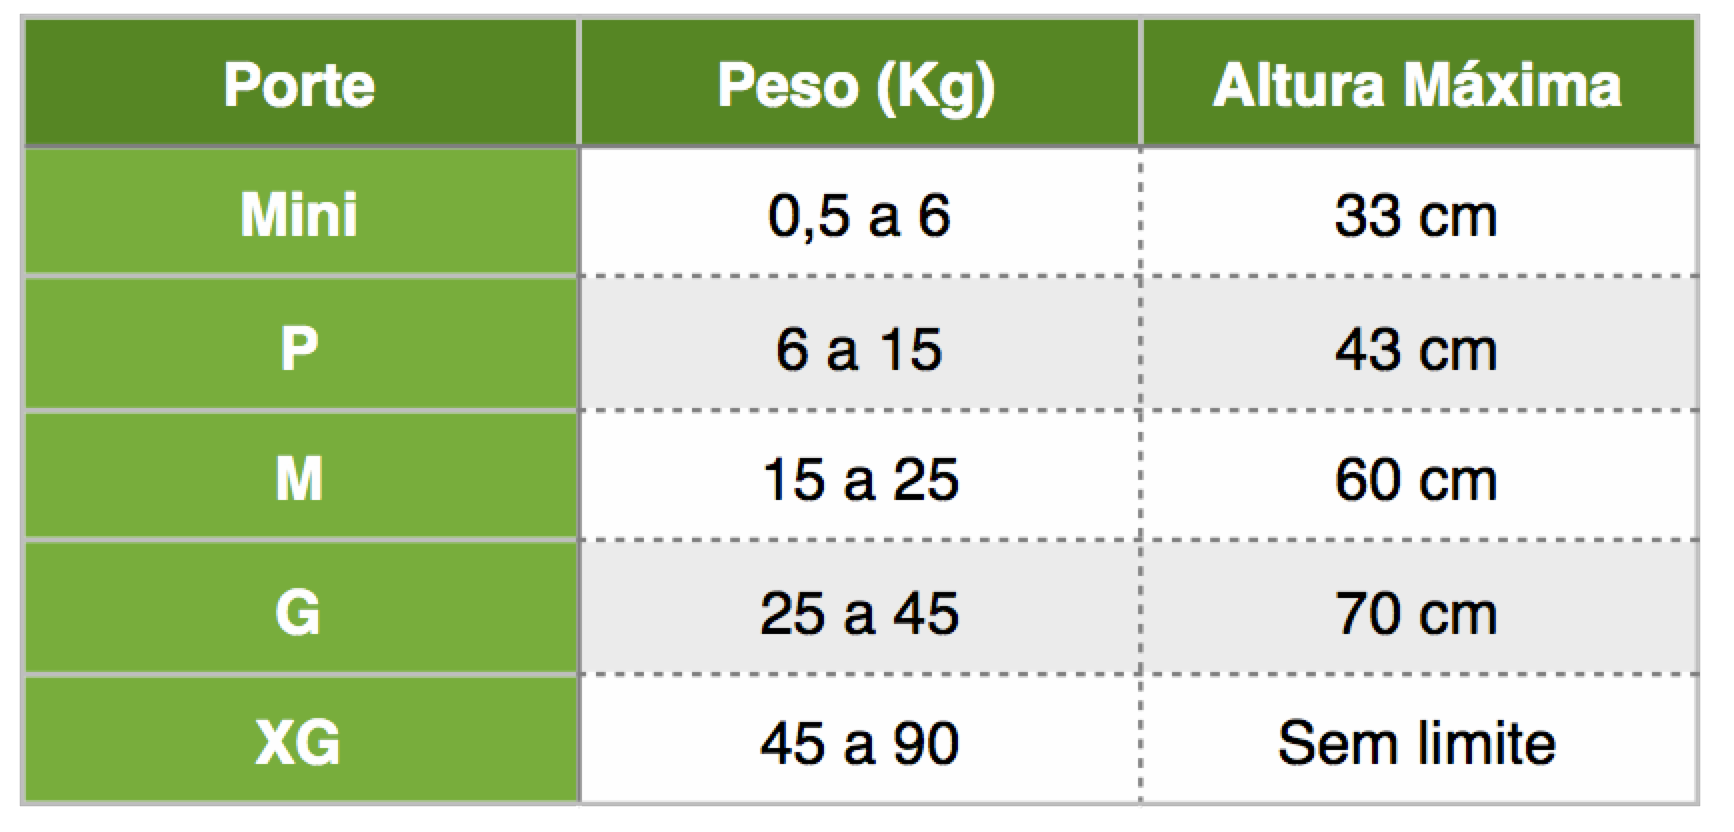 Porte Peso (Kg) Altura Máxima
Mini 0,5 a 6 33 cm
P 6 a 15 43 cm
M 15 a 25 60 cm
G 25 a 45 70 cm
XG 45 a 90 Sem limite